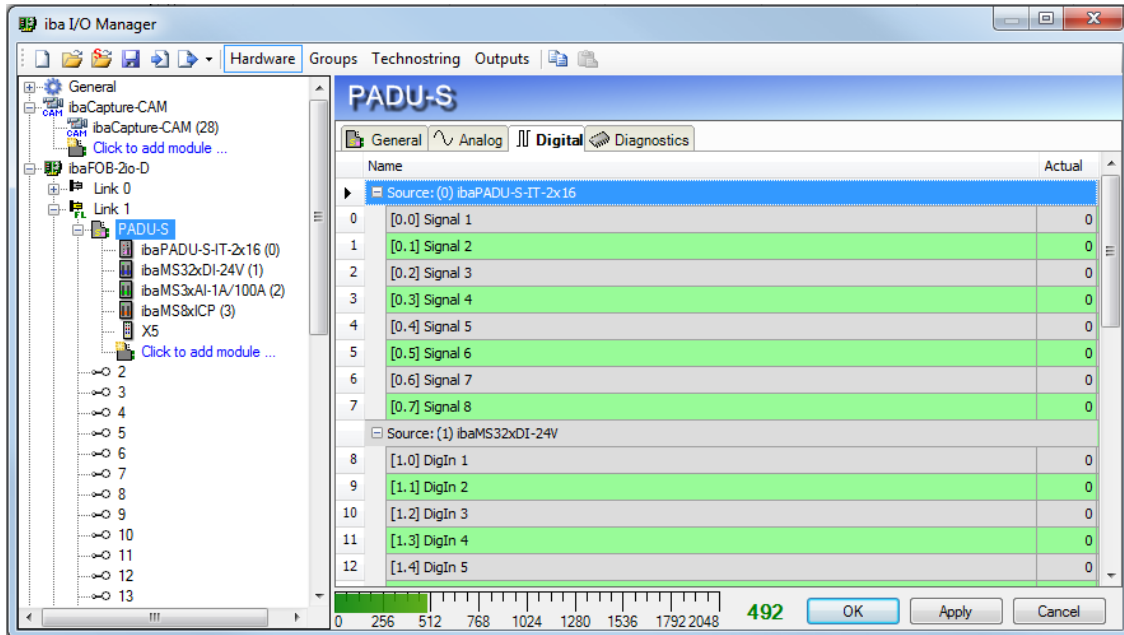 iba I/O Manager
Hardware Groups Technostring Outputs
General
ibaCapture-CAM
ibaCapture-CAM (28)
Click to add module ...
ibaFOB-2io-D
Link 0
Link 1
PADU-S
ibaPADU-S-IT-2x16 (0)
ibaMS32xDI-24V (1)
ibaMS3xAI-1A/100A (2)
ibaMS8xICP (3)
X5
Click to add module ...
2
3
4
5
6
7
8
9
10
11
12
13
PADU-S
General Analog Digital Diagnostics
Name Actual
Source: (0) ibaPADU-S-IT-2x16
0 [0.0] Signal 1 0
1 [0.1] Signal 2 0
2 [0.2] Signal 3 0
3 [0.3] Signal 4 0
4 [0.4] Signal 5 0
5 [0.5] Signal 6 0
6 [0.6] Signal 7 0
7 [0.7] Signal 8 0
Source: (1) ibaMS32xDI-24V
8 [1.0] DigIn 1 0
9 [1.1] DigIn 2 0
10 [1.2] DigIn 3 0
11 [1.3] DigIn 4 0
12 [1.4] DigIn 5 0
0 256 512 768 1024 1280 1536 1792 2048
492 OK Apply Cancel